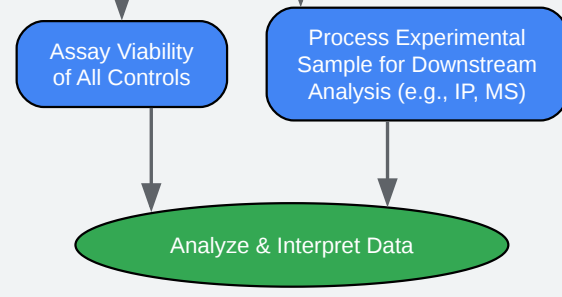 Assay Viability
of All Controls
Process Experimental
Sample for Downstream
Analysis (e.g., IP, MS)
Analyze & Interpret Data